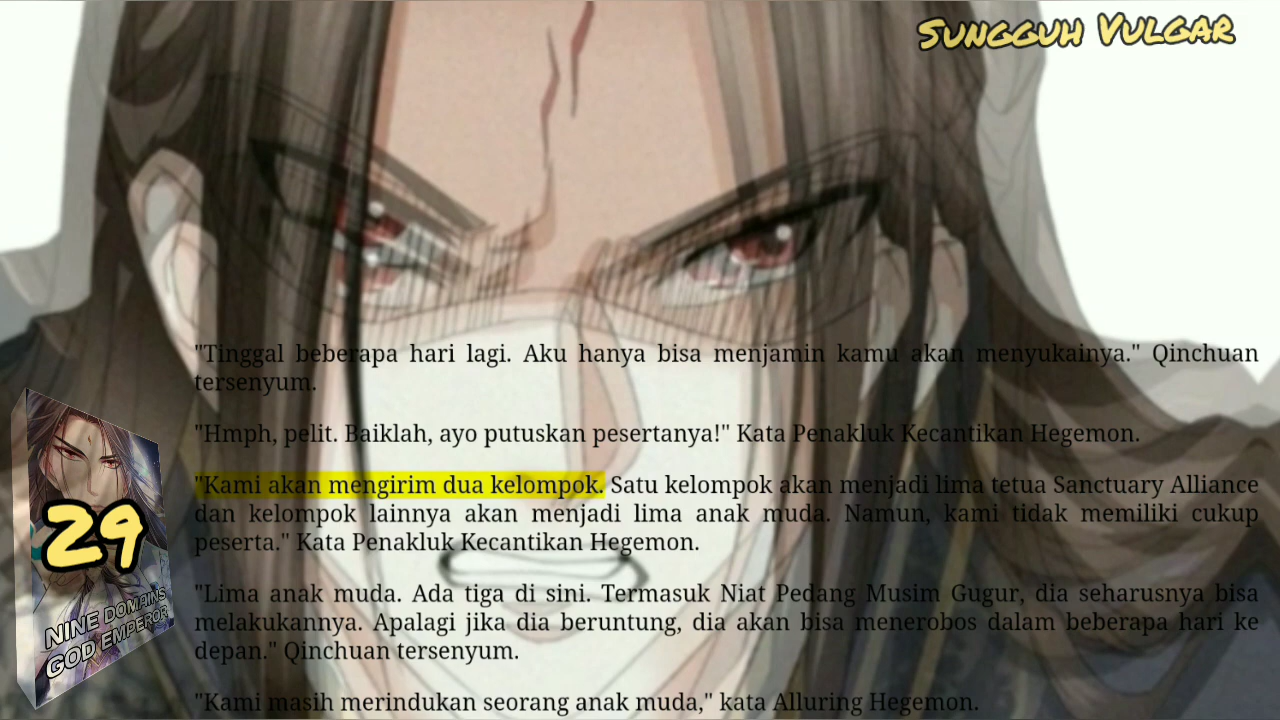 Sungguh Vulgar
"Tinggal beberapa hari lagi. Aku hanya bisa menjamin kamu akan menyukainya." Qinchuan
tersenyum.
"Hmph, pelit. Baiklah, ayo putuskan pesertanya!" Kata Penakluk Kecantikan Hegemon.
"Kami akan mengirim dua kelompok. Satu kelompok akan menjadi lima tetua Sanctuary Alliance
dan kelompok lainnya akan menjadi lima anak muda. Namun, kami tidak memiliki cukup
peserta." Kata Penakluk Kecantikan Hegemon.
"Lima anak muda. Ada tiga di sini. Termasuk Niat Pedang Musim Gugur, dia seharusnya bisa
melakukannya. Apalagi jika dia beruntung, dia akan bisa menerobos dalam beberapa hari ke
depan." Qinchuan tersenyum.
"Kami masih merindukan seorang anak muda," kata Alluring Hegemon.
29
NINE DOMAINS
GOD EMPEROR